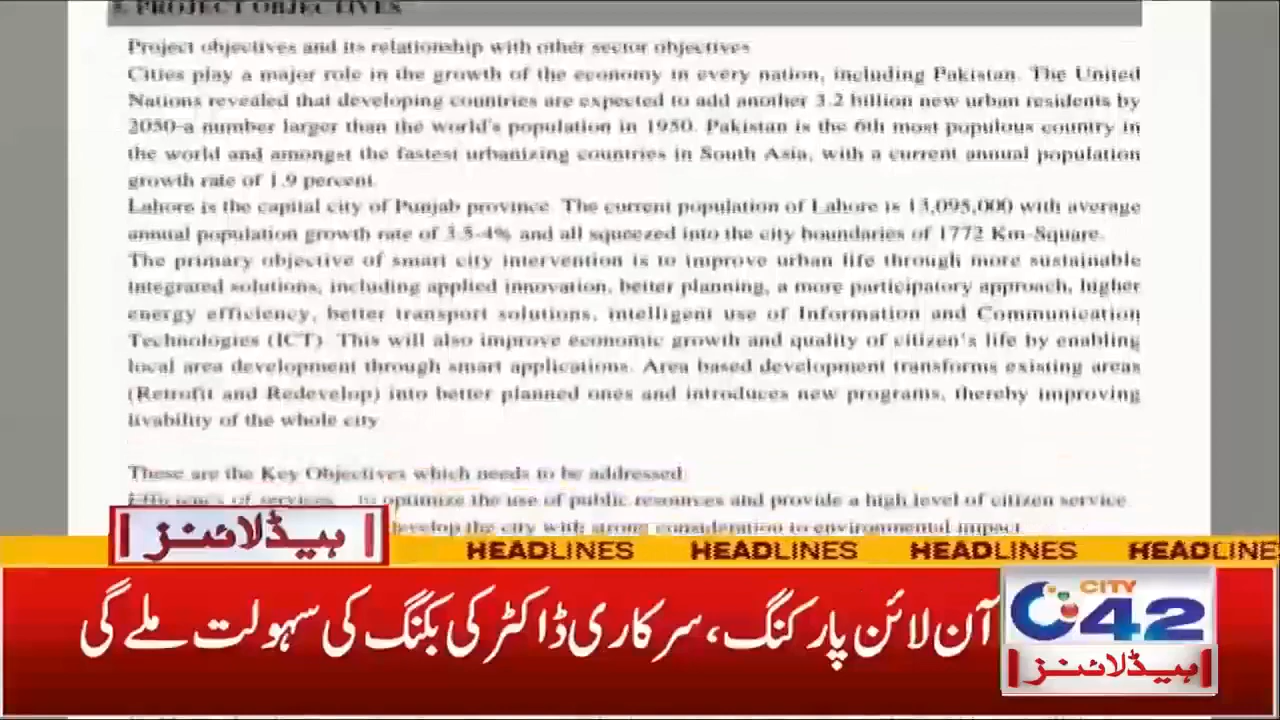 5. PROJECT OBJECTIVES
Project objectives and its relationship with other sector objectives
Cities play a major role in the growth of the economy in every nation, including Pakistan. The United
Nations revealed that developing countries are expected to add another 3.2 billion new urban residents by
2050-a number larger than the world's population in 1950. Pakistan is the 6th most populous country in
the world and amongst the fastest urbanizing countries in South Asia, with a current annual population
growth rate of 1.9 percent.
Lahore is the capital city of Punjab province. The current population of Lahore is 13,095,000 with average
annual population growth rate of 3.5-4% and all squeezed into the city boundaries of 1772 Km-Square.
The primary objective of smart city intervention is to improve urban life through more sustainable
integrated solutions, including applied innovation, better planning, a more participatory approach, higher
energy efficiency, better transport solutions, intelligent use of Information and Communication
Technologies (ICT). This will also improve economic growth and quality of citizen's life by enabling
local area development through smart applications. Area based development transforms existing areas
(Retrofit and Redevelop) into better planned ones and introduces new programs, thereby improving
livability of the whole city
These are the Key Objectives which needs to be addressed:
Efficiency of services to optimize the use of public resources and provide a high level of citizen service
develop the city with strong consideration to environmental impact
ہیڈلائنز
HEADLINES HEADLINES HEADLINES HEADLINE
آن لائن پارکنگ، سرکاری ڈاکٹر کی بکنگ کی سہولت ملے گی
CITY
42
ہیڈلائنز